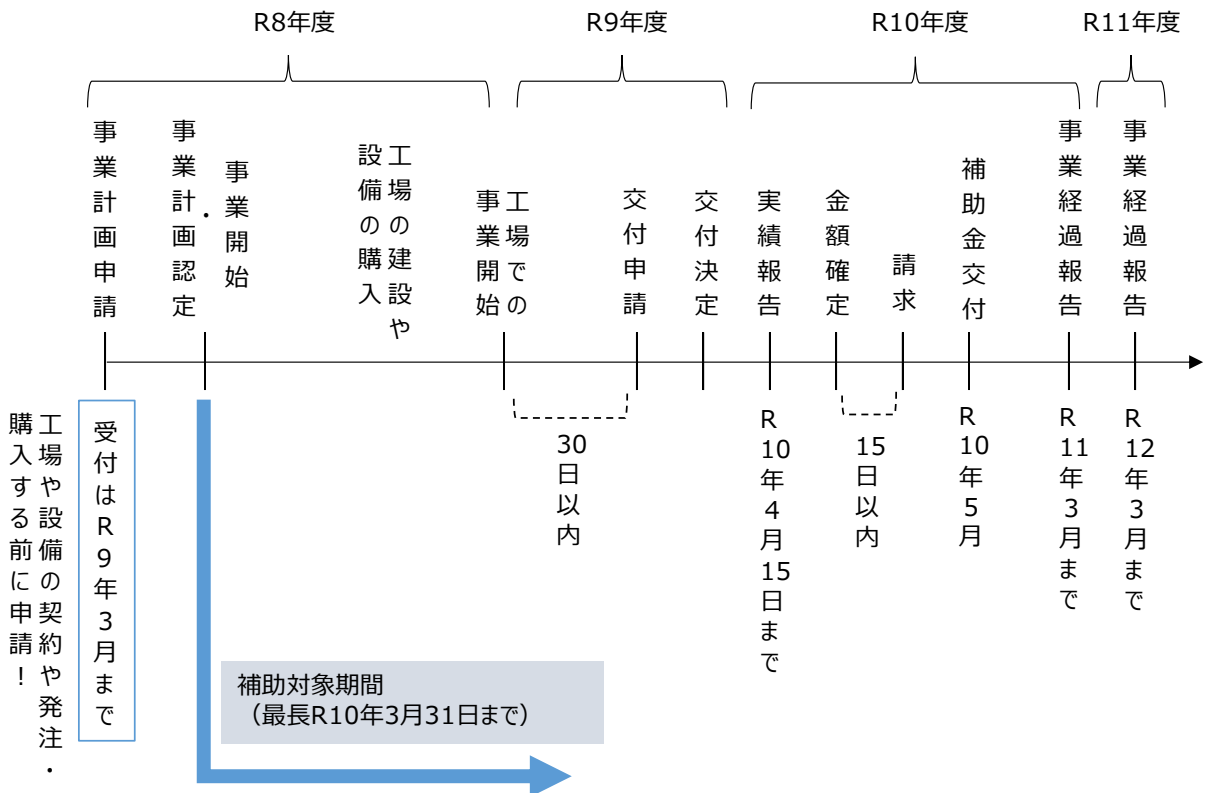 R8年度
R9年度
R10年度
R11年度
事業計画申請
事業計画認定・
事業開始
工場の建設や
設備の購入
工場での
事業開始
交付申請
交付決定
実績報告
金額確定
請求
補助金交付
事業経過報告
事業経過報告
工場や設備の契約や発注・
購入する前に申請！
受付はR9年3月まで
30日以内
R10年4月15日まで
15日以内
R10年5月
R11年3月まで
R12年3月まで
補助対象期間
（最長R10年3月31日まで）